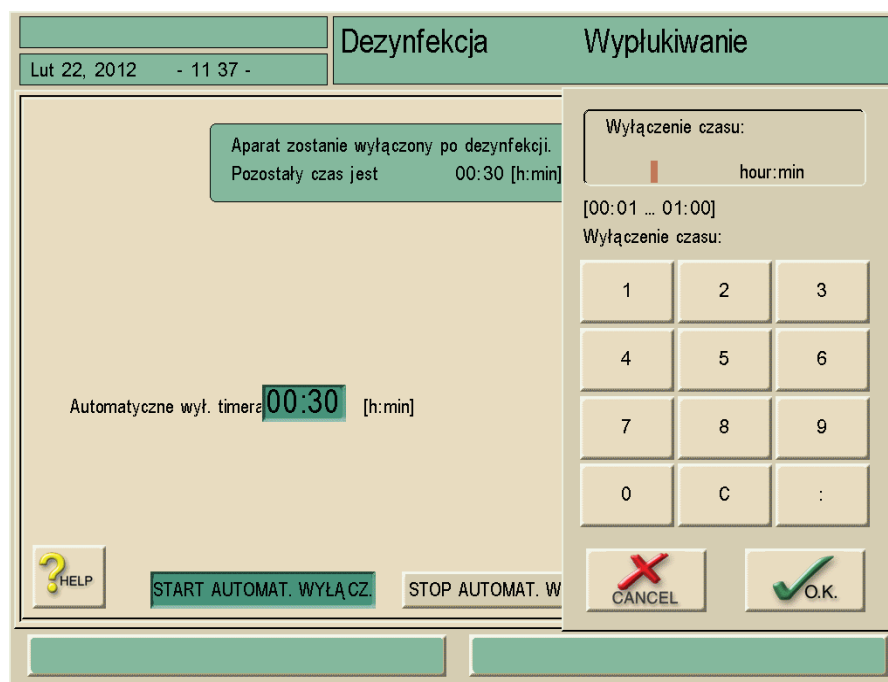 Dezynfekcja Wypłukiwanie
Lut 22, 2012 - 11 37 -
Aparat zostanie wyłączony po dezynfekcji.
Pozostały czas jest 00:30 [h:min]
Automatyczne wył. timera 00:30 [h:min]
HELP
START AUTOMAT. WYŁĄCZ.
STOP AUTOMAT. W
Wyłączenie czasu:
hour:min
[00:01 ... 01:00]
Wyłączenie czasu:
1 2 3
4 5 6
7 8 9
0 C :
CANCEL O.K.